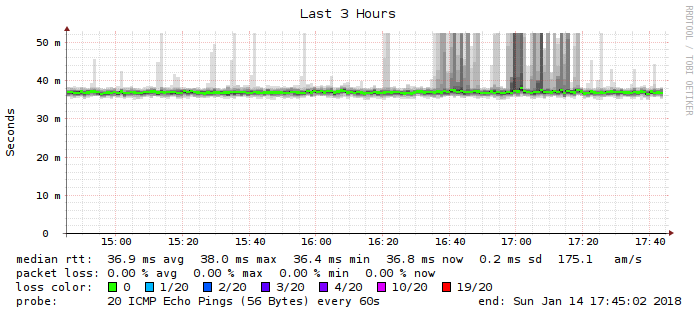 Last 3 Hours
RRDTOOL / TOBI OETIKER
Seconds
50 m
40 m
30 m
20 m
10 m
0
15:00 15:20 15:40 16:00 16:20 16:40 17:00 17:20 17:40
median rtt: 36.9 ms avg 38.0 ms max 36.4 ms min 36.8 ms now 0.2 ms sd 175.1 am/s
packet loss: 0.00 % avg 0.00 % max 0.00 % min 0.00 % now
loss color: 0 1/20 2/20 3/20 4/20 10/20 19/20
probe: 20 ICMP Echo Pings (56 Bytes) every 60s end: Sun Jan 14 17:45:02 2018